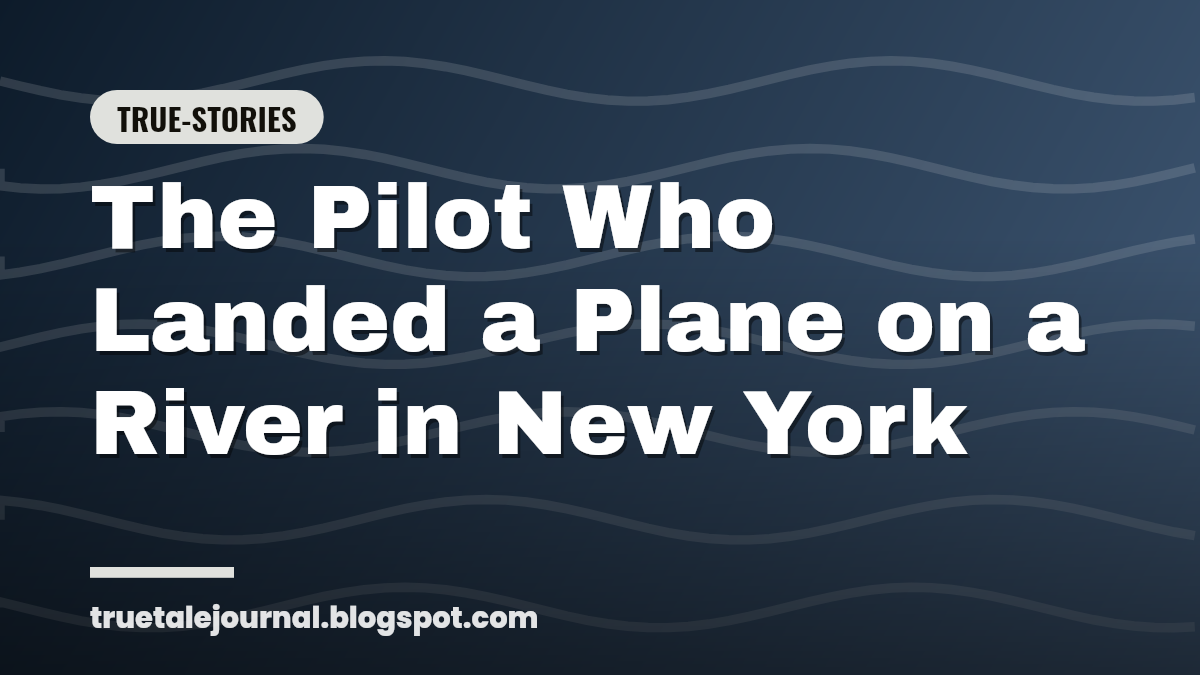 TRUE-STORIES
The Pilot Who
Landed a Plane on a
River in New York
truetalejournal.blogspot.com